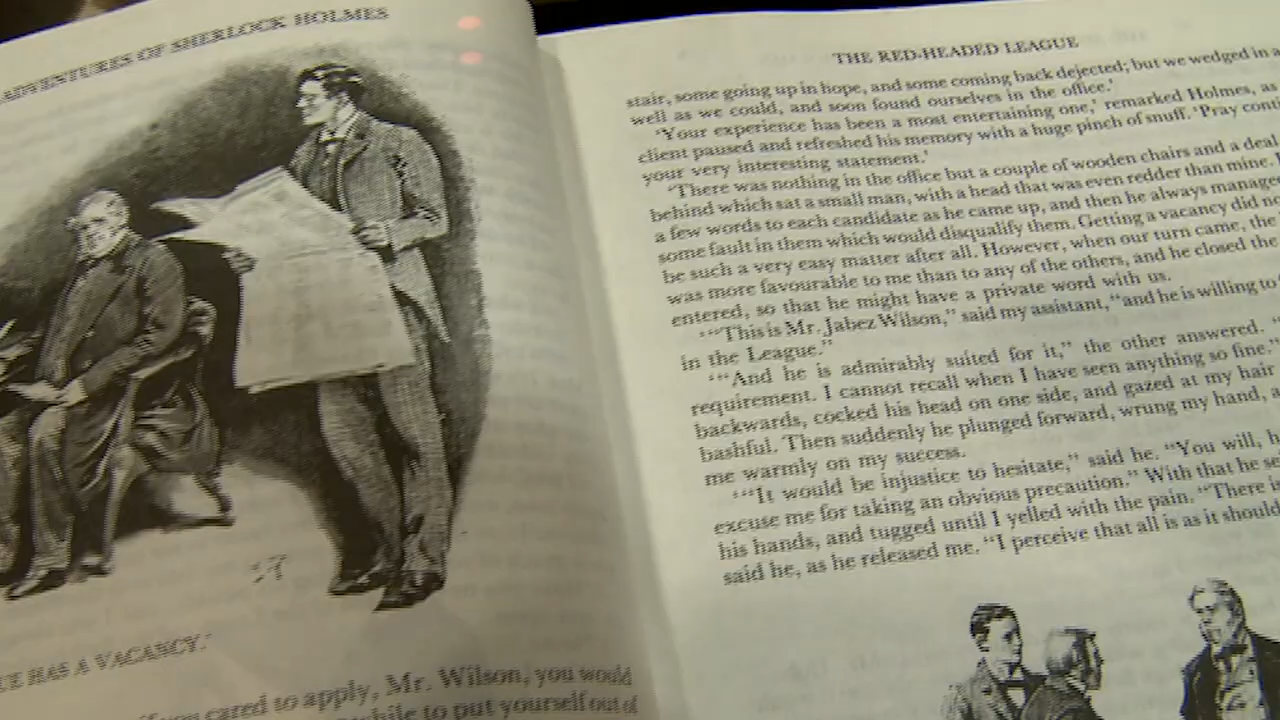 ADVENTURES OF SHERLOCK HOLMES
HAS A VACANCY.'
if you cared to apply, Mr. Wilson, you would
to put yourself out of
THE RED-HEADED LEAGUE
stair, some going up in hope, and some coming back dejected; but we wedged in a
well as we could, and soon found ourselves in the office.'
'Your experience has been a most entertaining one,' remarked Holmes, as
client paused and refreshed his memory with a huge pinch of snuff. 'Pray cont
your very interesting statement.'
'There was nothing in the office but a couple of wooden chairs and a deal
behind which sat a small man, with a head that was even redder than mine.
a few words to each candidate as he came up, and then he always manage
some fault in them which would disqualify them. Getting a vacancy did no
be such a very easy matter after all. However, when our turn came, the
was more favourable to me than to any of the others, and he closed the
entered, so that he might have a private word with us.
'"This is Mr. Jabez Wilson," said my assistant, "and he is willing to
in the League."
'"And he is admirably suited for it," the other answered. "
requirement. I cannot recall when I have seen anything so fine."
backwards, cocked his head on one side, and gazed at my hair
bashful. Then suddenly he plunged forward, wrung my hand, a
me warmly on my success.
'"It would be injustice to hesitate," said he. "You will, h
excuse me for taking an obvious precaution." With that he se
his hands, and tugged until I yelled with the pain. "There is
said he, as he released me. "I perceive that all is as it should